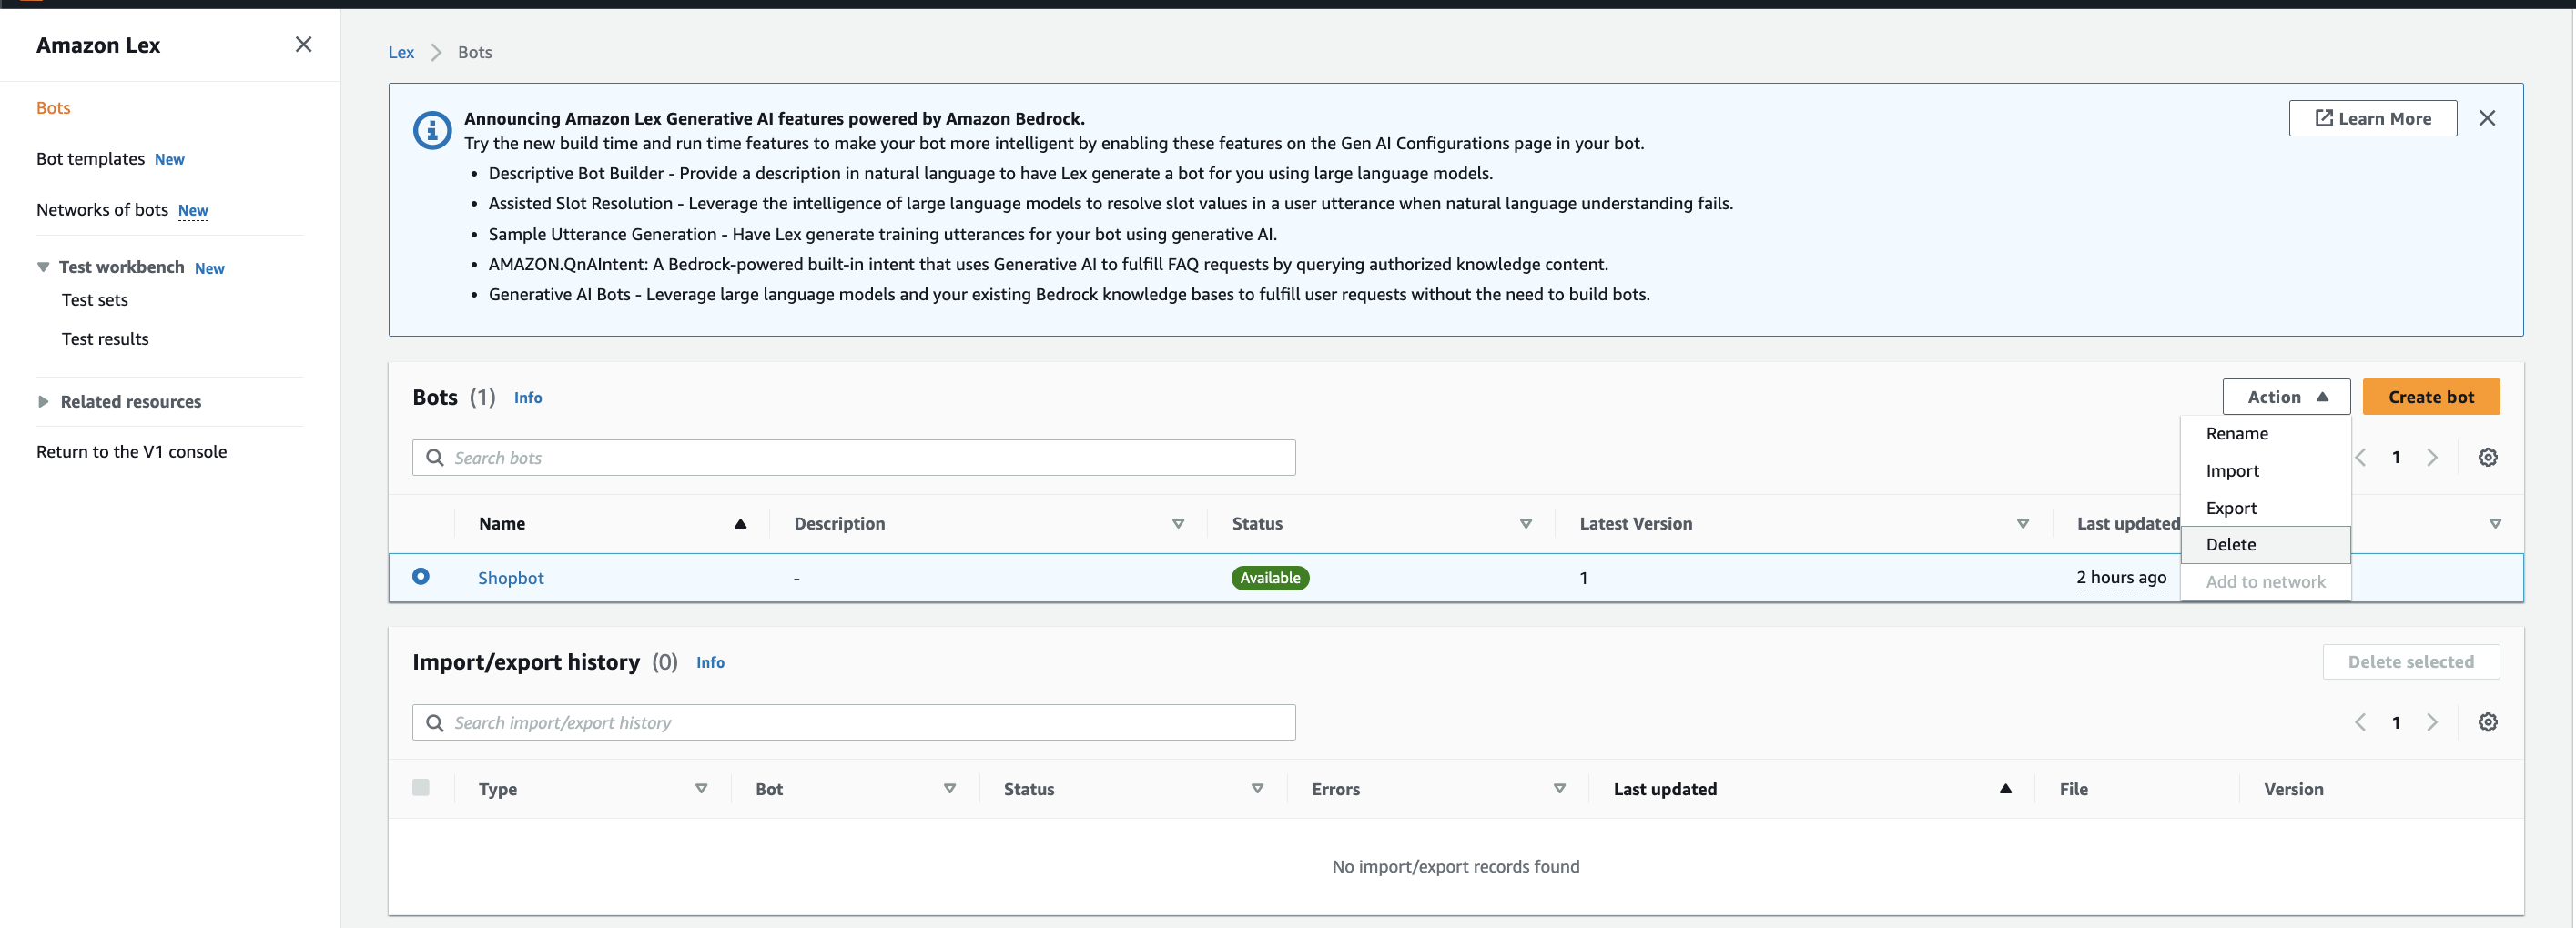 Amazon Lex
Bots
Bot templates New
Networks of bots New
Test workbench New
Test sets
Test results
Related resources
Return to the V1 console
Lex Bots
Announcing Amazon Lex Generative AI features powered by Amazon Bedrock.
Learn More
Try the new build time and run time features to make your bot more intelligent by enabling these features on the Gen AI Configurations page in your bot.
• Descriptive Bot Builder - Provide a description in natural language to have Lex generate a bot for you using large language models.
• Assisted Slot Resolution - Leverage the intelligence of large language models to resolve slot values in a user utterance when natural language understanding fails.
• Sample Utterance Generation - Have Lex generate training utterances for your bot using generative AI.
• AMAZON.QnAIntent: A Bedrock-powered built-in intent that uses Generative AI to fulfill FAQ requests by querying authorized knowledge content.
• Generative AI Bots - Leverage large language models and your existing Bedrock knowledge bases to fulfill user requests without the need to build bots.
Bots (1) Info
Action
Create bot
Rename
Import
Export
Delete
Add to network
Search bots
1
Name Description Status Latest Version Last updated
Shopbot - Available 1 2 hours ago
Import/export history (0) Info
Delete selected
Search import/export history
1
Type Bot Status Errors Last updated File Version
No import/export records found